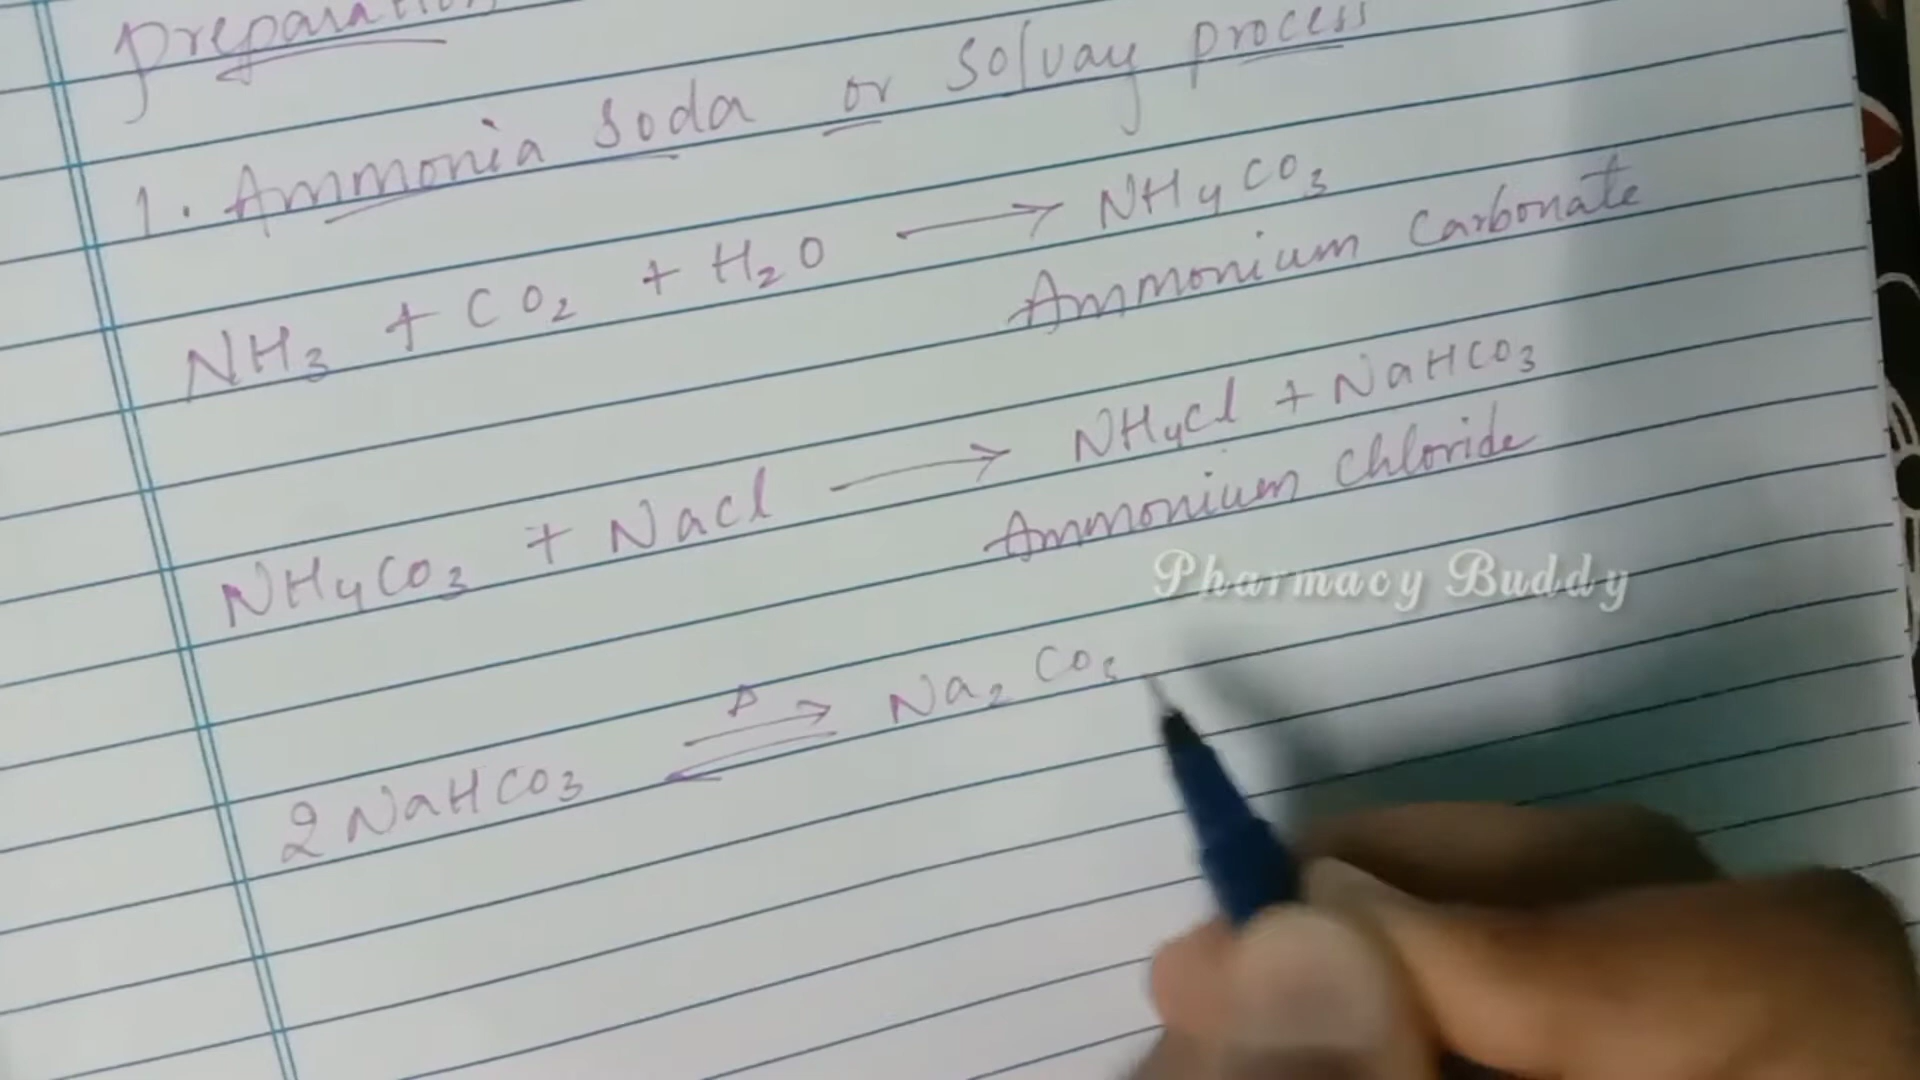 Preparation
1. Ammonia Soda or Solvay process
NH₃ + CO₂ + H₂O ⟶ NH₄CO₃
Ammonium Carbonate
NH₄CO₃ + NaCl ⟶ NH₄Cl + NaHCO₃
Ammonium Chloride
Pharmacy Buddy
2NaHCO₃ ⇌ Δ Na₂CO₃